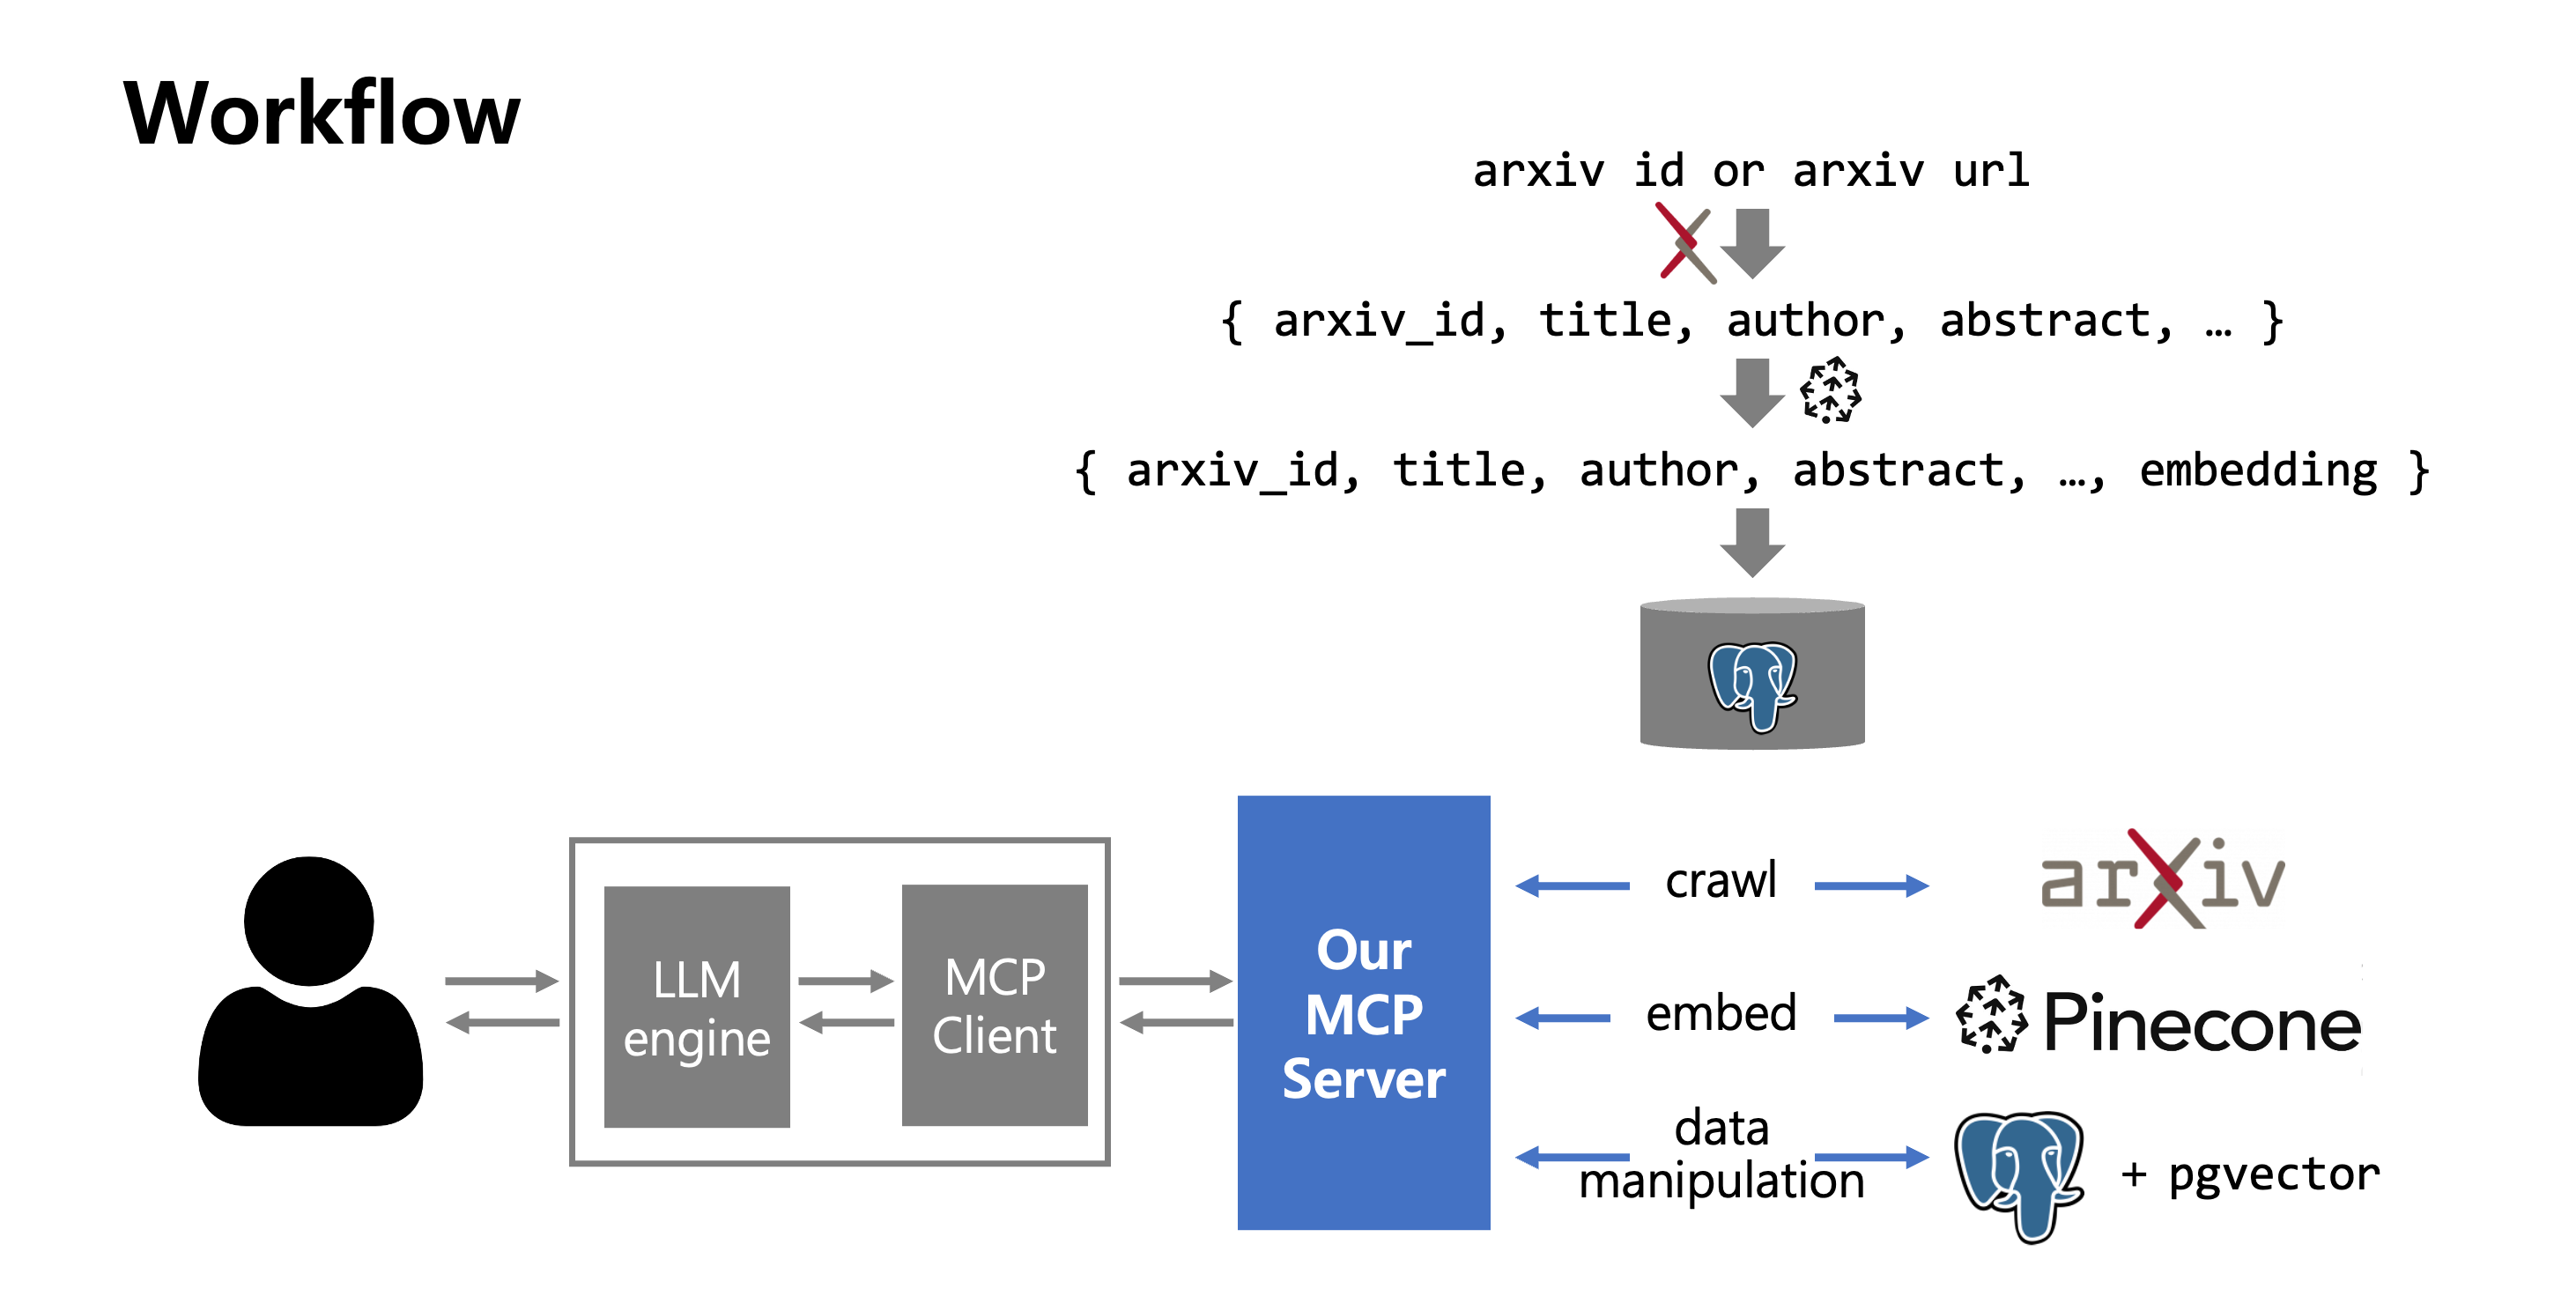 Workflow
arxiv id or arxiv url
{ arxiv_id, title, author, abstract, … }
{ arxiv_id, title, author, abstract, …, embedding }
LLM
engine
MCP
Client
Our
MCP
Server
crawl
arXiv
embed
Pinecone
data
manipulation
+ pgvector